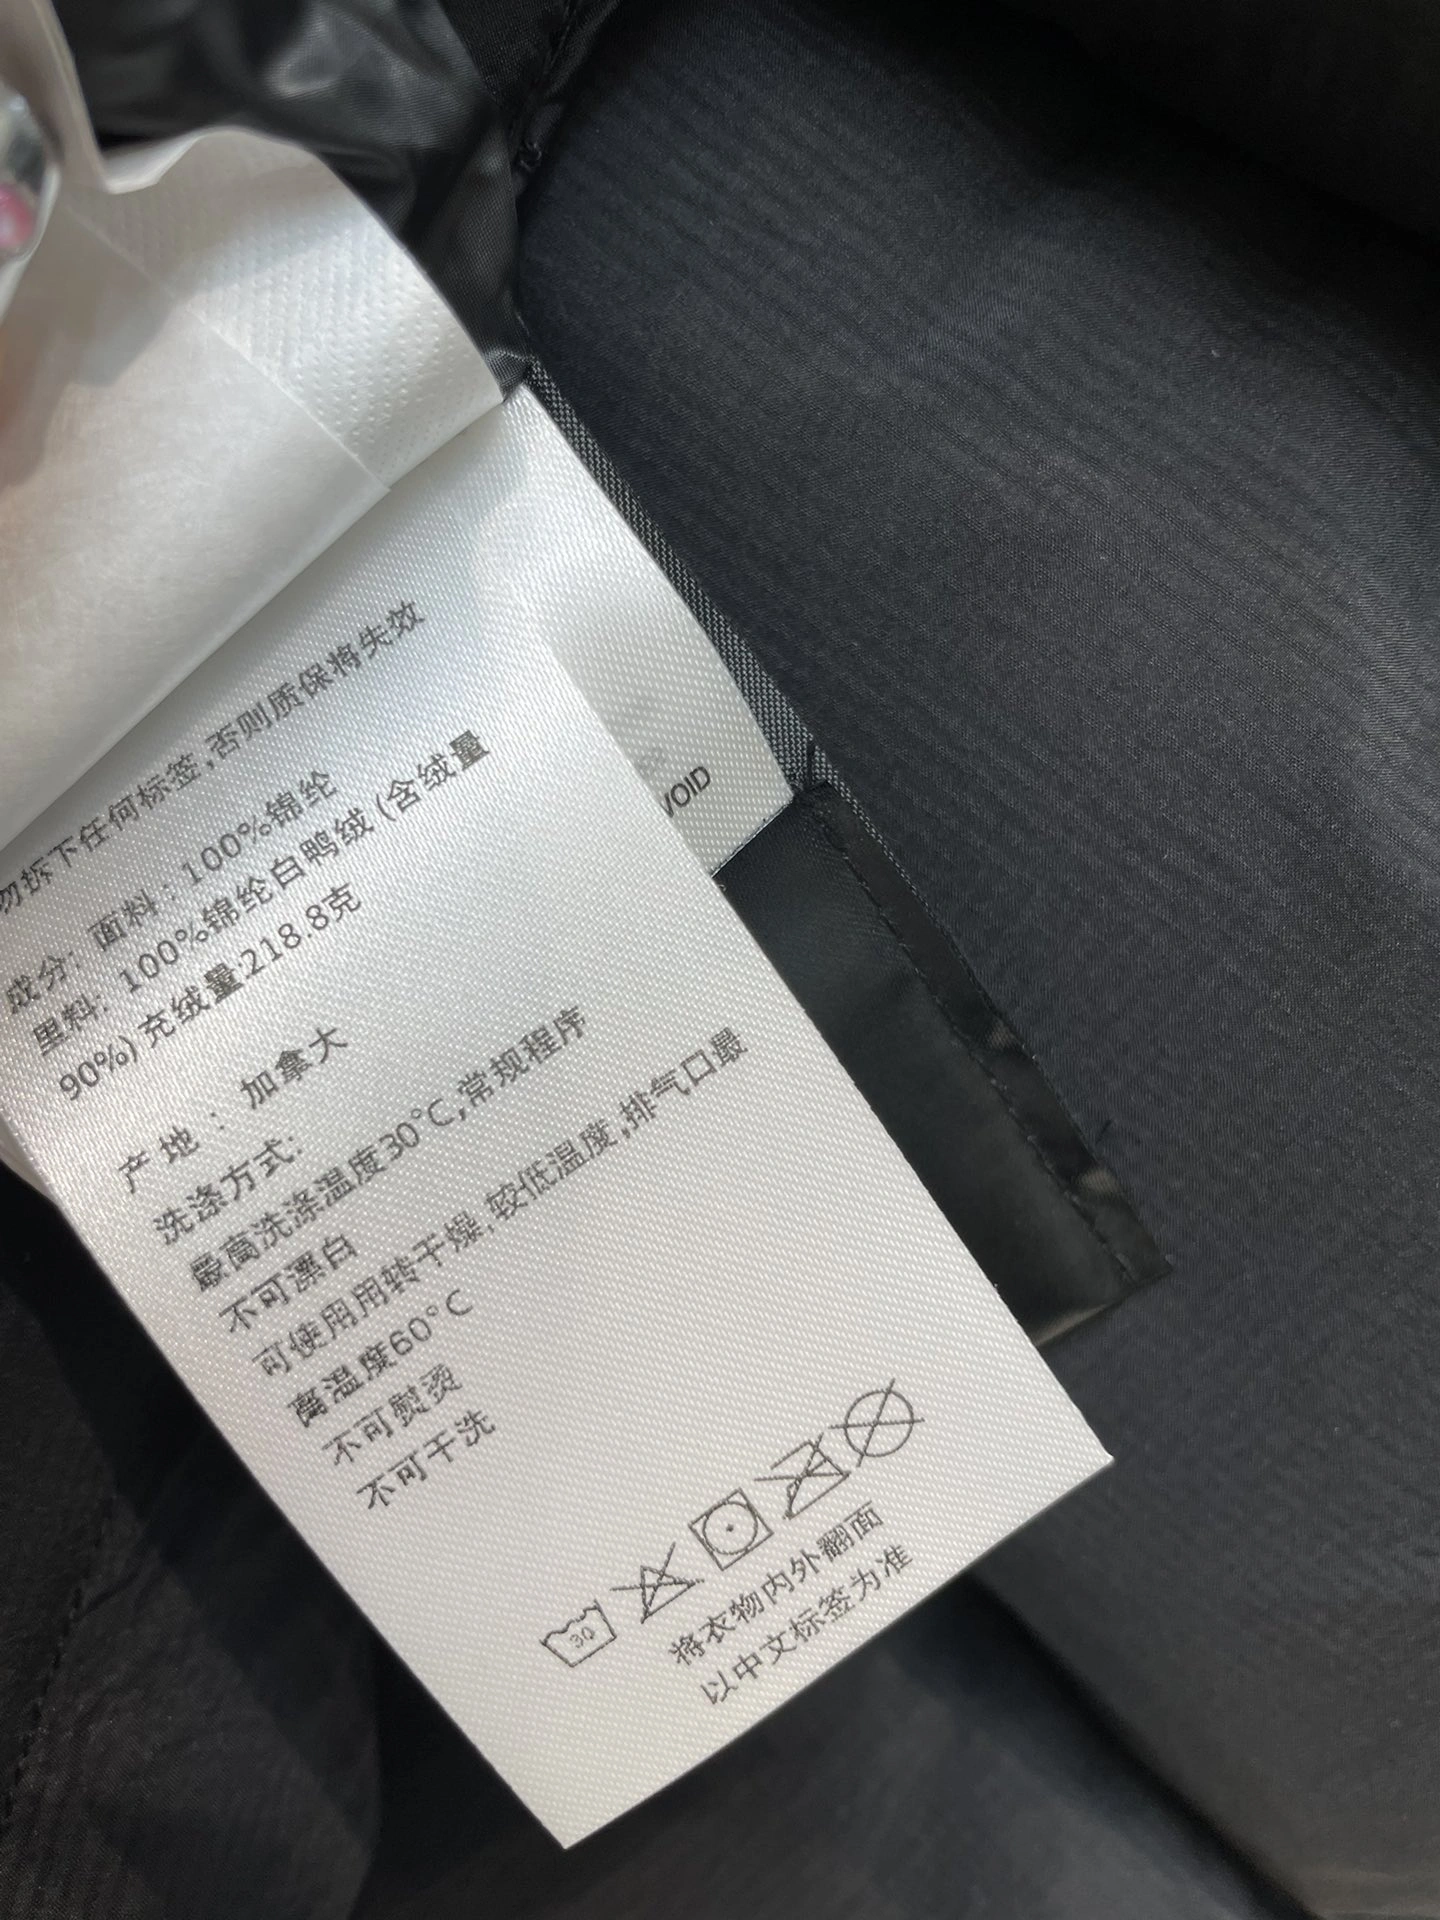 勿拆下任何标签,否则质保将失效
成分: 面料: 100%锦纶
里料: 100%锦纶白鸭绒(含绒量
90%)充绒量:218.8克
产地: 加拿大
洗涤方式:
最高洗涤温度30°C,常规程序
不可漂白
可使用用转干燥,较低温度,排气口最
高温度60°C
不可熨烫
不可干洗
30
将衣物内外翻面
以中文标签为准
VOID